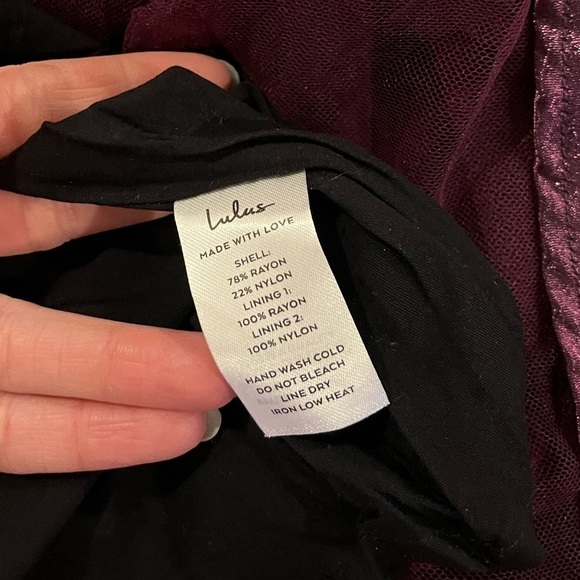 Lulus
MADE WITH LOVE
SHELL:
78% RAYON
22% NYLON
LINING 1:
100% RAYON
LINING 2:
100% NYLON
HAND WASH COLD
DO NOT BLEACH
LINE DRY
IRON LOW HEAT